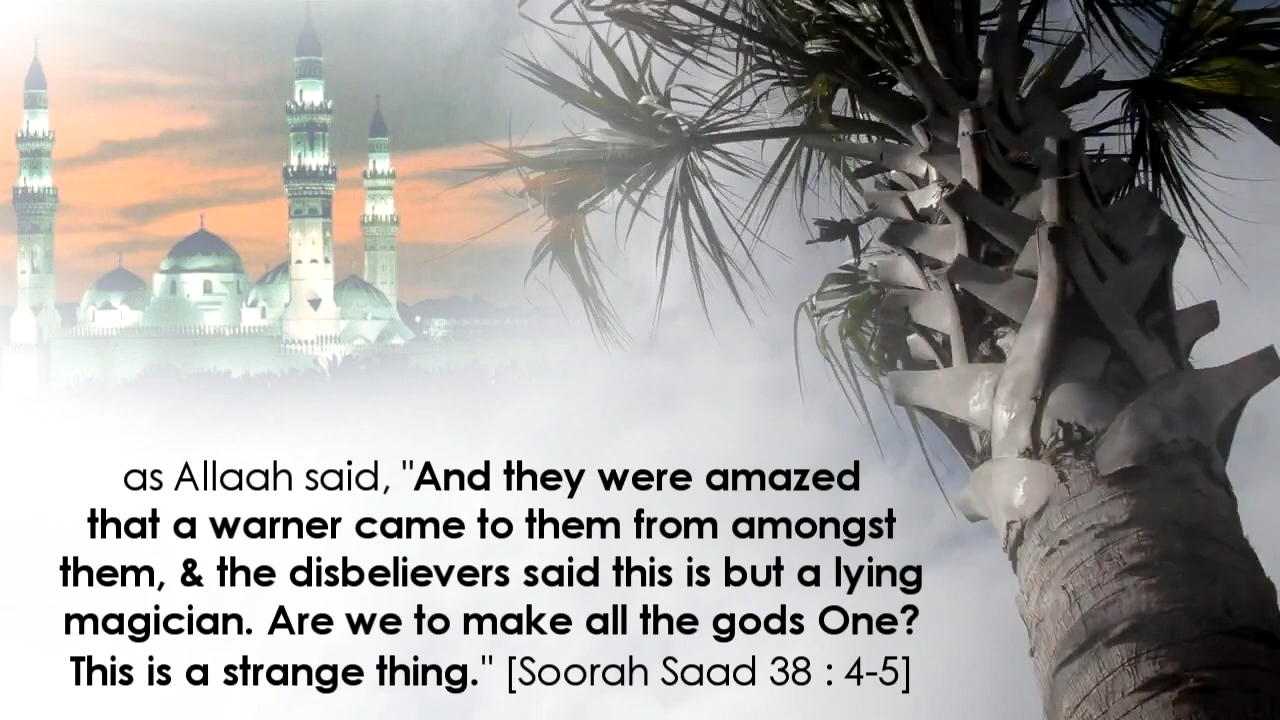 as Allaah said, "And they were amazed
that a warner came to them from amongst
them, & the disbelievers said this is but a lying
magician. Are we to make all the gods One?
This is a strange thing." [Soorah Saad 38 : 4-5]